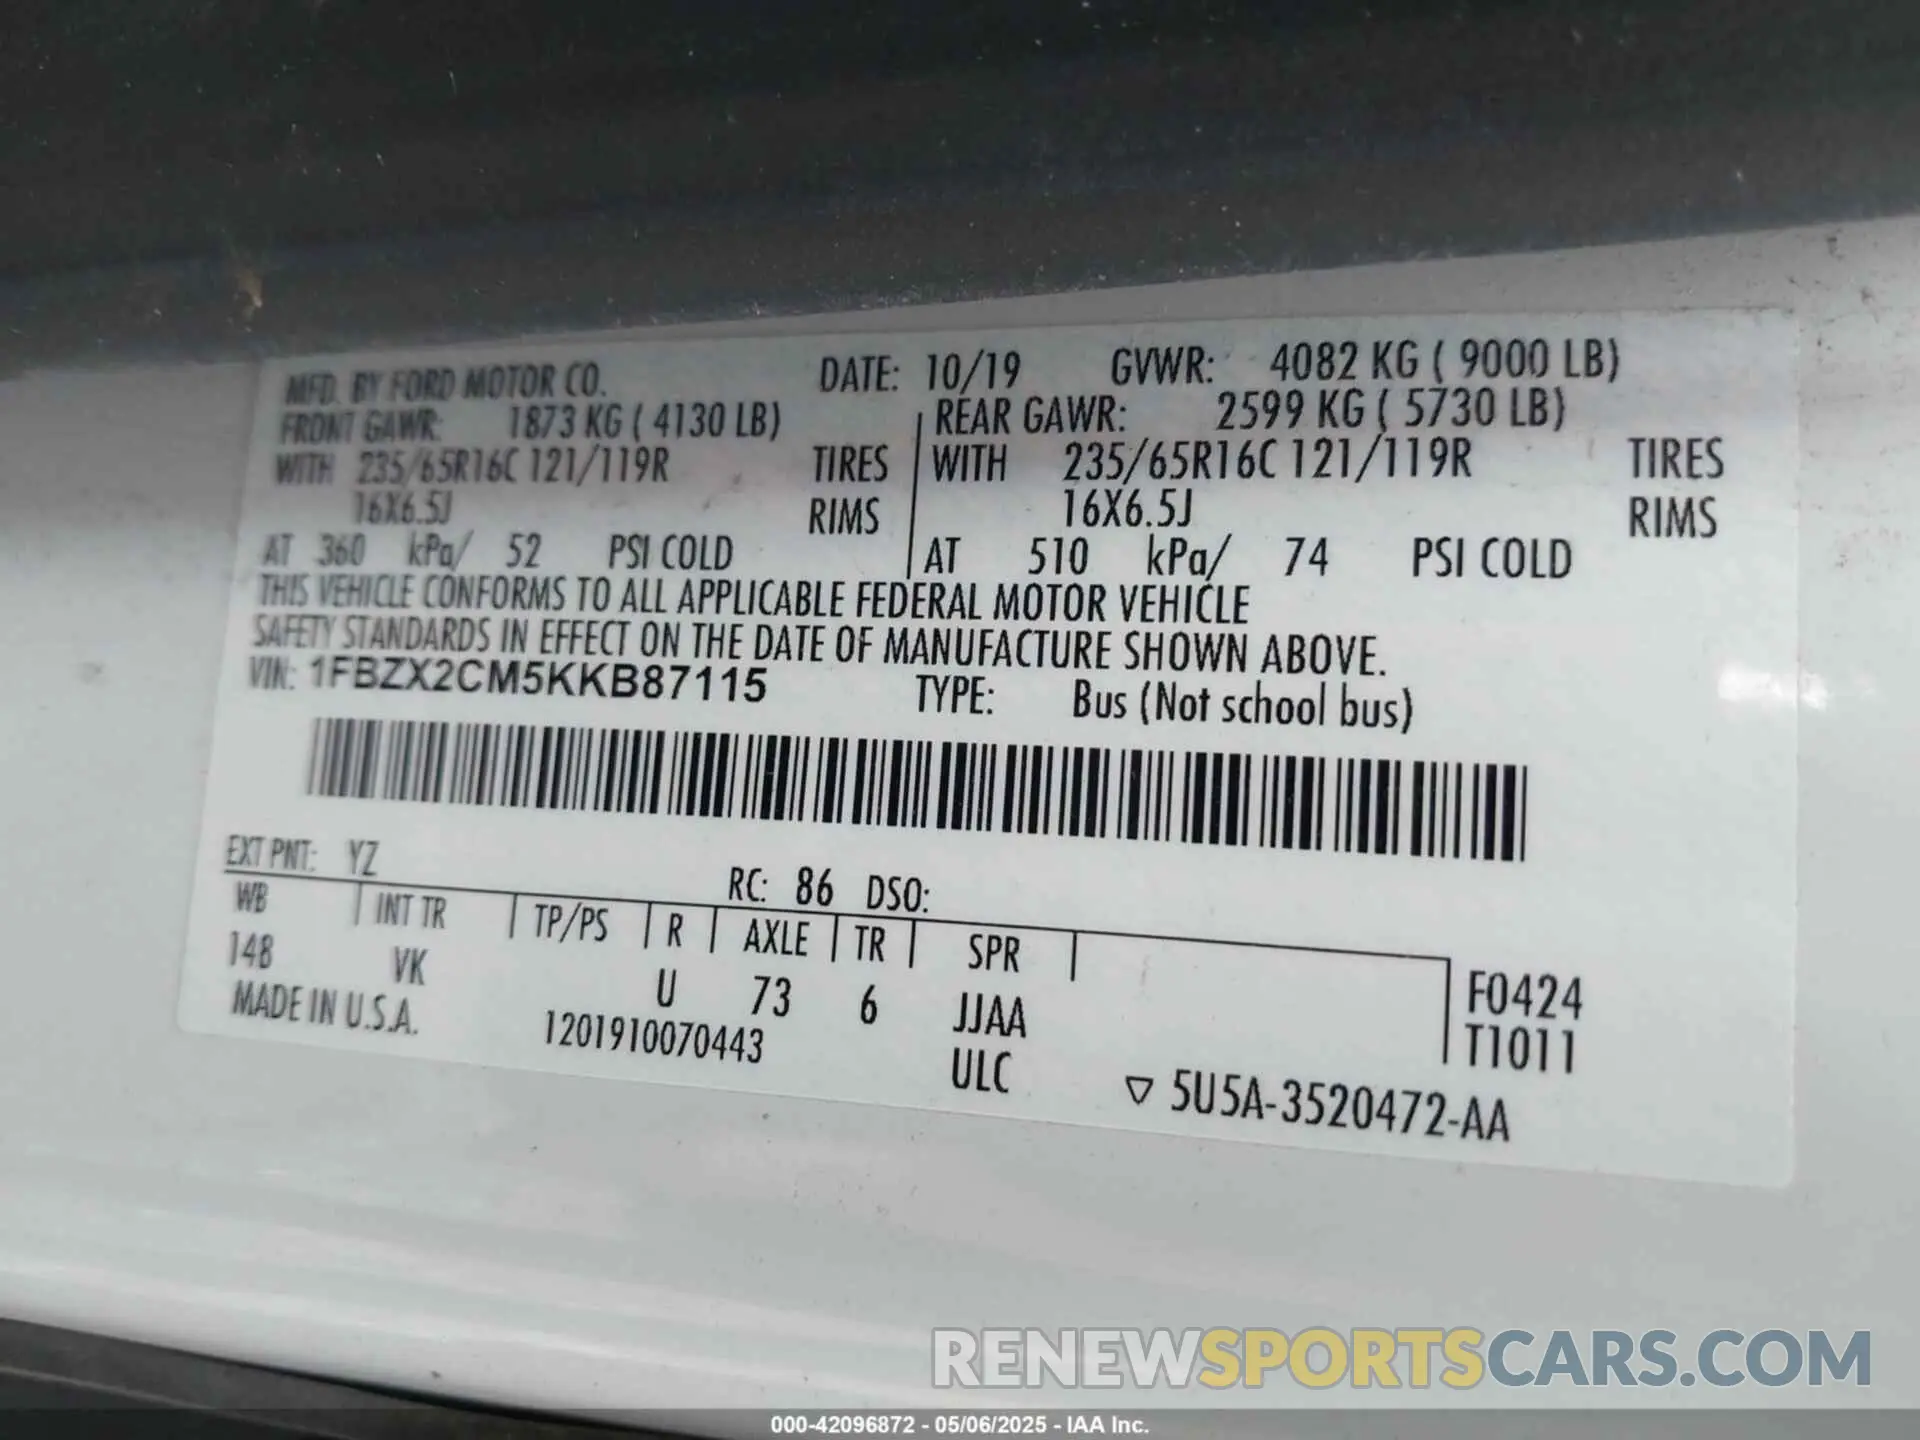 MFD. BY FORD MOTOR CO. DATE: 10/19 GVWR: 4082 KG ( 9000 LB)
FRONT GAWR: 1873 KG ( 4130 LB) REAR GAWR: 2599 KG ( 5730 LB)
WITH 235/65R16C 121/119R TIRES WITH 235/65R16C 121/119R TIRES
16X6.5J RIMS 16X6.5J RIMS
AT 360 kPa/ 52 PSI COLD AT 510 kPa/ 74 PSI COLD
THIS VEHICLE CONFORMS TO ALL APPLICABLE FEDERAL MOTOR VEHICLE
SAFETY STANDARDS IN EFFECT ON THE DATE OF MANUFACTURE SHOWN ABOVE.
VIN: 1FBZX2CM5KKB87115 TYPE: Bus (Not school bus)
EXT PNT: YZ RC: 86 DSO:
WB INT TR TP/PS R AXLE TR SPR
148 VK U 73 6 JJAA F0424
MADE IN U.S.A. 1201910070443 ULC T1011
▽ 5U5A-3520472-AA
RENEWSPORTSCARS.COM
000-42096872 - 05/06/2025 - IAA Inc.